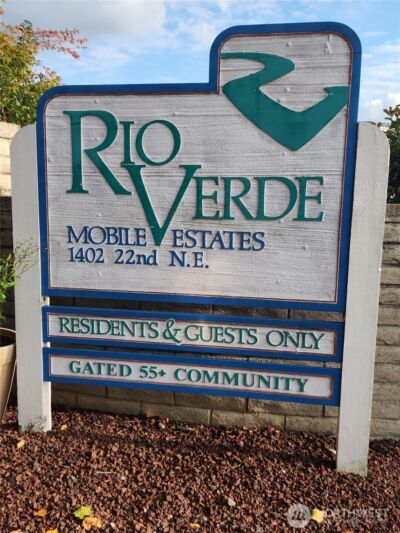 RIO
VERDE
MOBILE ESTATES
1402 22nd N.E.
RESIDENTS & GUESTS ONLY
GATED 55+ COMMUNITY
NORTHWEST